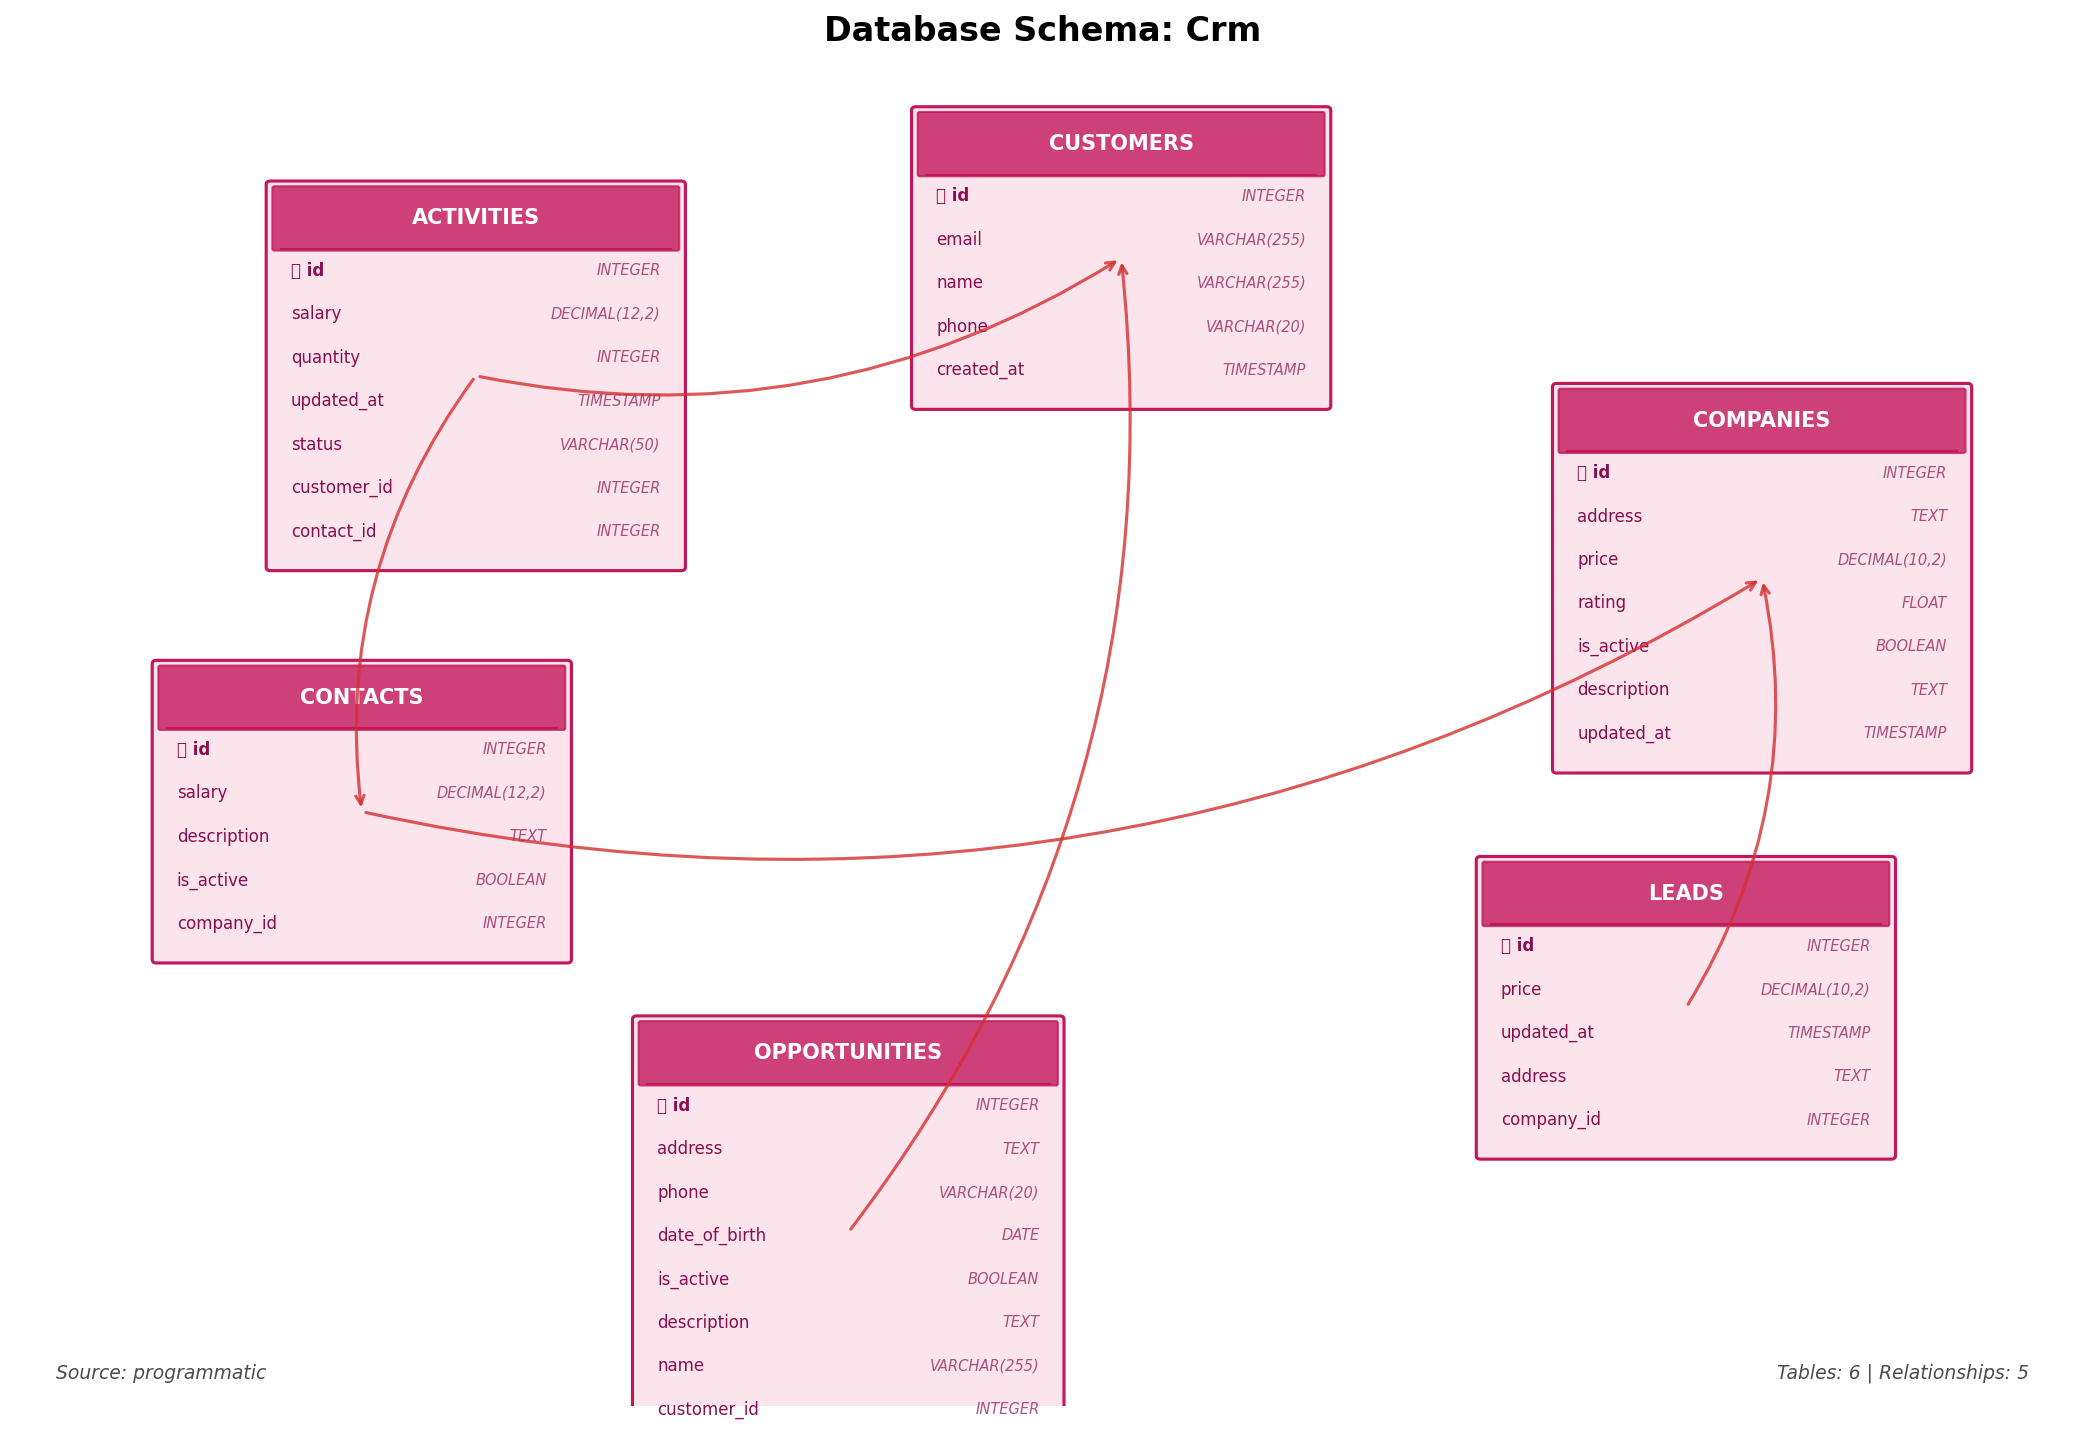 Database Schema: Crm
CUSTOMERS
id INTEGER
email VARCHAR(255)
name VARCHAR(255)
phone VARCHAR(20)
created_at TIMESTAMP
ACTIVITIES
id INTEGER
salary DECIMAL(12,2)
quantity INTEGER
updated_at TIMESTAMP
status VARCHAR(50)
customer_id INTEGER
contact_id INTEGER
COMPANIES
id INTEGER
address TEXT
price DECIMAL(10,2)
rating FLOAT
is_active BOOLEAN
description TEXT
updated_at TIMESTAMP
CONTACTS
id INTEGER
salary DECIMAL(12,2)
description TEXT
is_active BOOLEAN
company_id INTEGER
LEADS
id INTEGER
price DECIMAL(10,2)
updated_at TIMESTAMP
address TEXT
company_id INTEGER
OPPORTUNITIES
id INTEGER
address TEXT
phone VARCHAR(20)
date_of_birth DATE
is_active BOOLEAN
description TEXT
name VARCHAR(255)
customer_id INTEGER
Source: programmatic
Tables: 6 | Relationships: 5